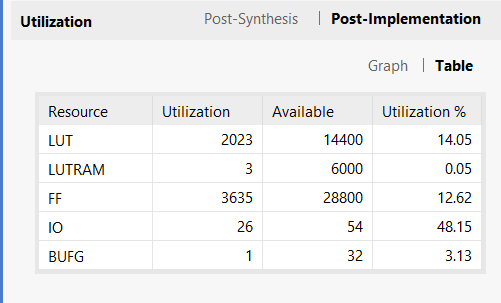 Utilization Post-Synthesis | Post-Implementation
Graph | Table
Resource Utilization Available Utilization %
LUT 2023 14400 14.05
LUTRAM 3 6000 0.05
FF 3635 28800 12.62
IO 26 54 48.15
BUFG 1 32 3.13